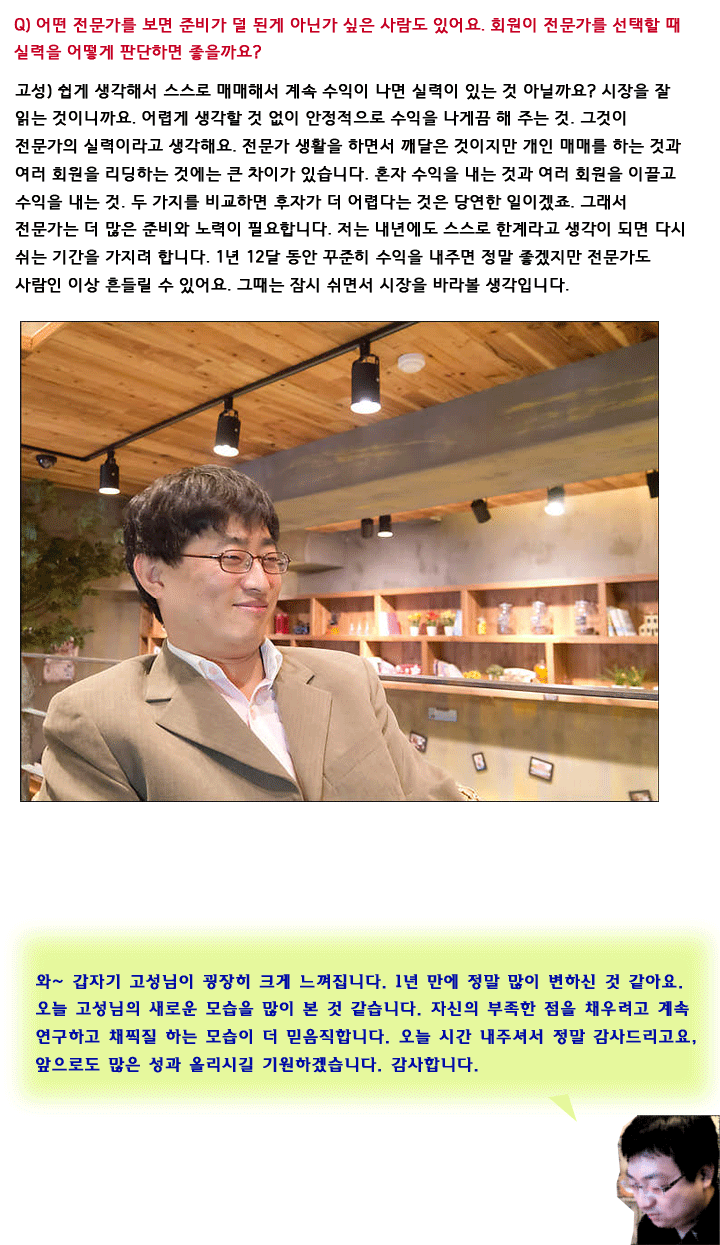 Q) 어떤 전문가를 보면 준비가 덜 된게 아닌가 싶은 사람도 있어요. 회원이 전문가를 선택할 때
실력을 어떻게 판단하면 좋을까요?
고성) 쉽게 생각해서 스스로 매매해서 계속 수익이 나면 실력이 있는 것 아닐까요? 시장을 잘
읽는 것이니까요. 어렵게 생각할 것 없이 안정적으로 수익을 나게끔 해 주는 것. 그것이
전문가의 실력이라고 생각해요. 전문가 생활을 하면서 깨달은 것이지만 개인 매매를 하는 것과
여러 회원을 리딩하는 것에는 큰 차이가 있습니다. 혼자 수익을 내는 것과 여러 회원을 이끌고
수익을 내는 것. 두 가지를 비교하면 후자가 더 어렵다는 것은 당연한 일이겠죠. 그래서
전문가는 더 많은 준비와 노력이 필요합니다. 저는 내년에도 스스로 한계라고 생각이 되면 다시
쉬는 기간을 가지려 합니다. 1년 12달 동안 꾸준히 수익을 내주면 정말 좋겠지만 전문가도
사람인 이상 흔들릴 수 있어요. 그때는 잠시 쉬면서 시장을 바라볼 생각입니다.
와~ 갑자기 고성님이 굉장히 크게 느껴집니다. 1년 만에 정말 많이 변하신 것 같아요.
오늘 고성님의 새로운 모습을 많이 본 것 같습니다. 자신의 부족한 점을 채우려고 계속
연구하고 채찍질 하는 모습이 더 믿음직합니다. 오늘 시간 내주셔서 정말 감사드리고요,
앞으로도 많은 성과 올리시길 기원하겠습니다. 감사합니다.